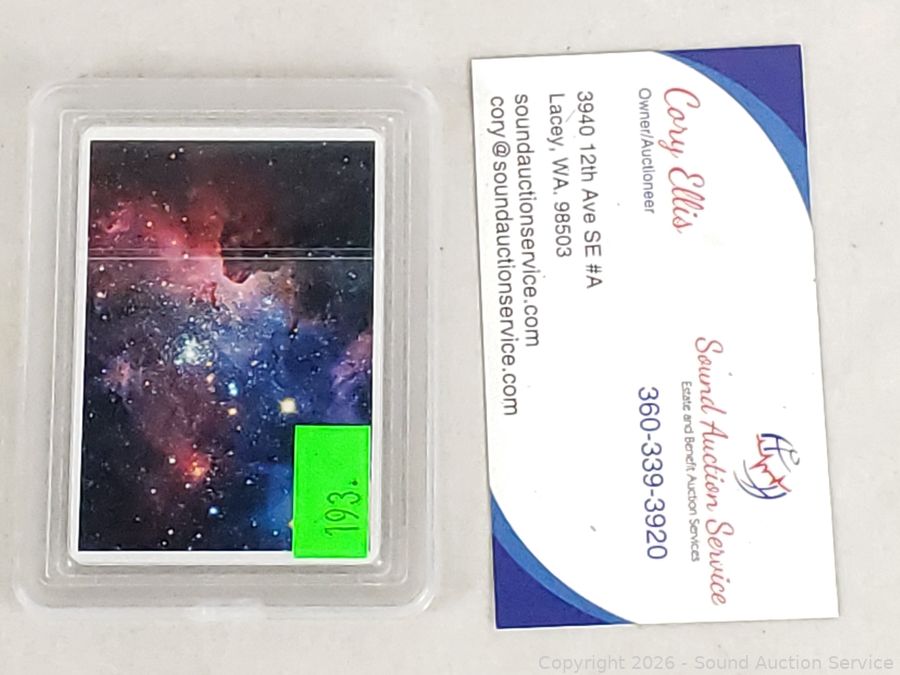 193.
Cory Ellis
Owner/Auctioneer
3940 12th Ave SE #A
Lacey, WA. 98503
soundauctionservice.com
cory@soundauctionservice.com
Sound Auction Service
Estate and Benefit Auction Services
360-339-3920
Copyright 2026 - Sound Auction Service